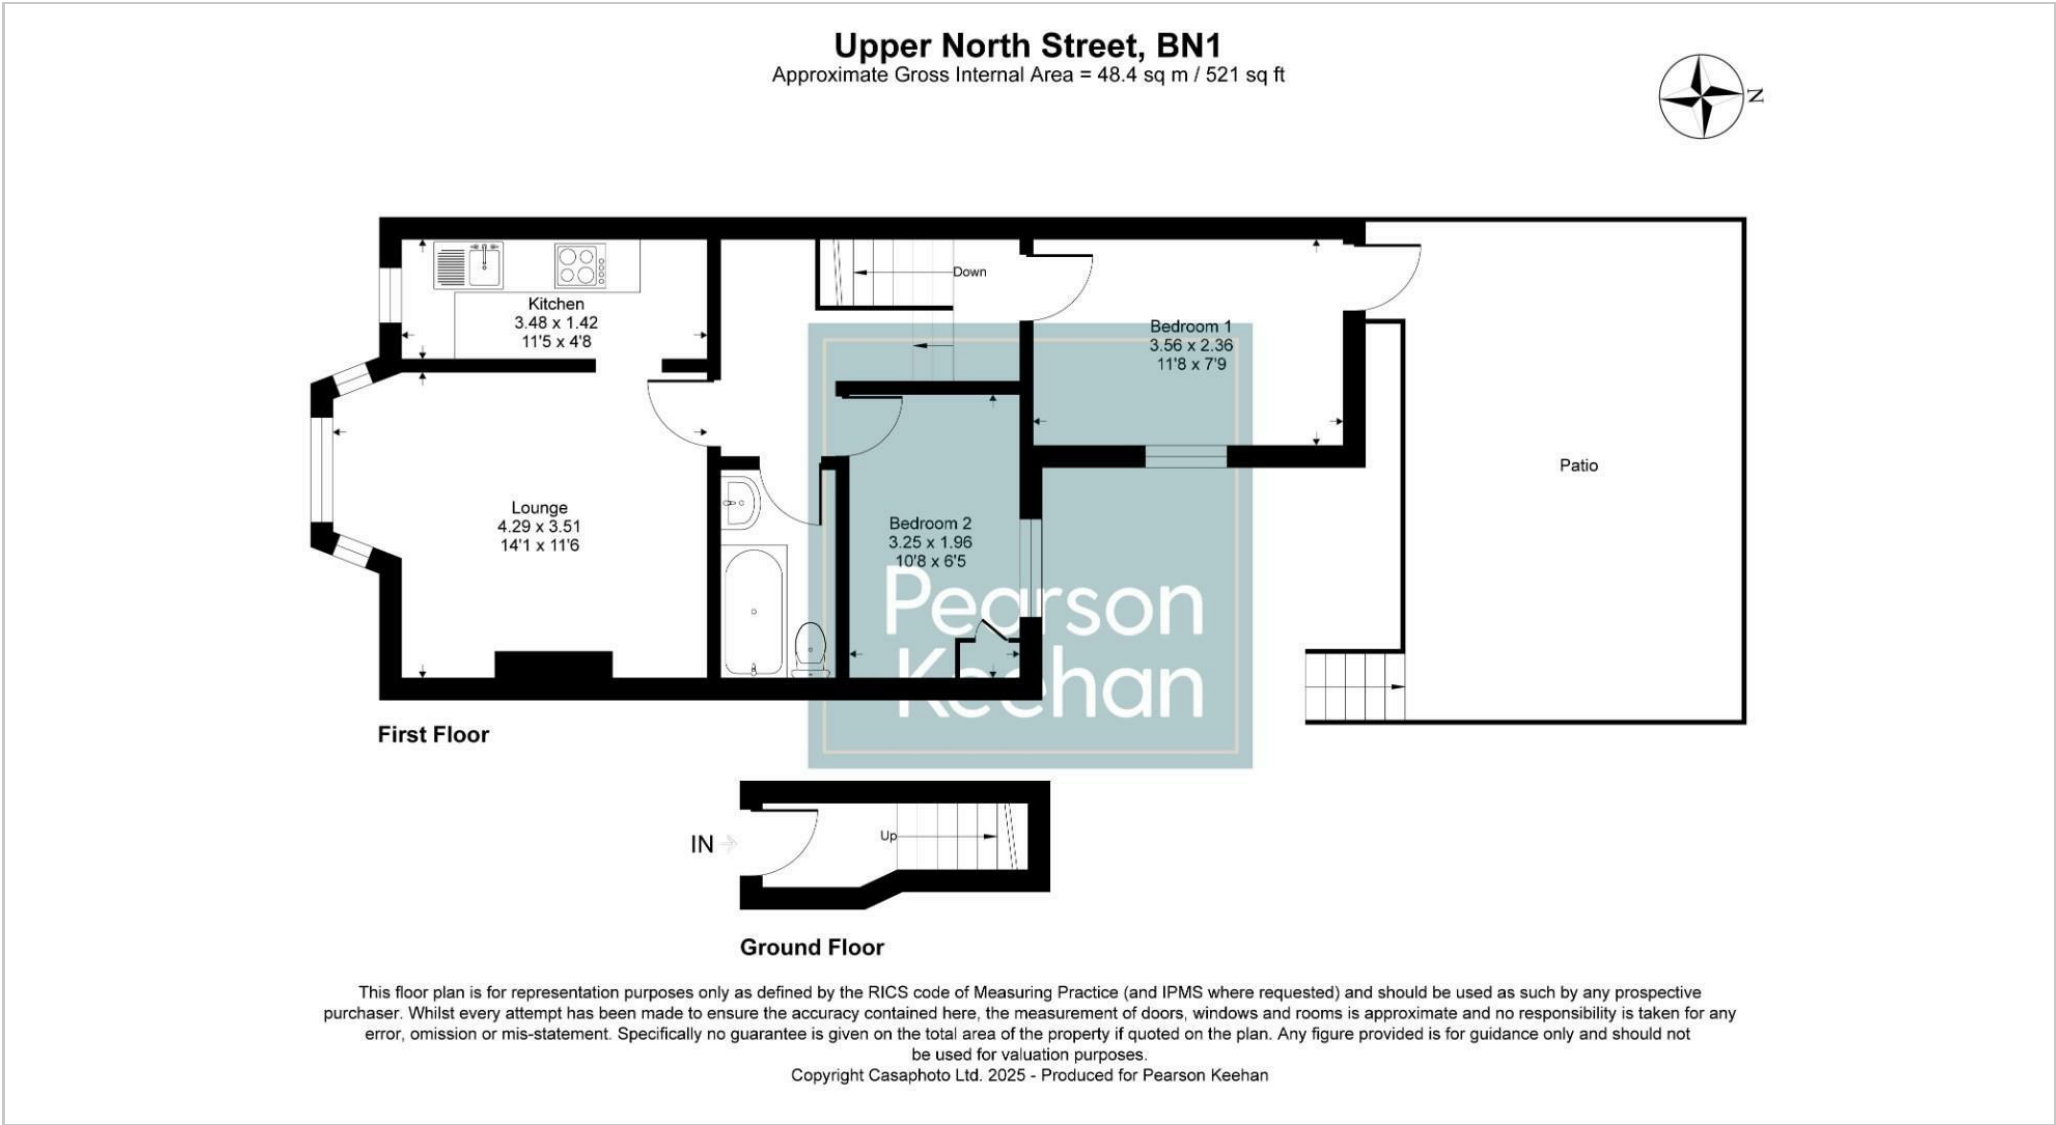 Upper North Street, BN1
Approximate Gross Internal Area = 48.4 sq m / 521 sq ft
N
Down
Kitchen
3.48 x 1.42
11'5 x 4'8
Bedroom 1
3.56 x 2.36
11'8 x 7'9
Patio
Lounge
4.29 x 3.51
14'1 x 11'6
Bedroom 2
3.25 x 1.96
10'8 x 6'5
Pearson
Keehan
First Floor
IN
Up
Ground Floor
This floor plan is for representation purposes only as defined by the RICS code of Measuring Practice (and IPMS where requested) and should be used as such by any prospective
purchaser. Whilst every attempt has been made to ensure the accuracy contained here, the measurement of doors, windows and rooms is approximate and no responsibility is taken for any
error, omission or mis-statement. Specifically no guarantee is given on the total area of the property if quoted on the plan. Any figure provided is for guidance only and should not
be used for valuation purposes.
Copyright Casaphoto Ltd. 2025 - Produced for Pearson Keehan